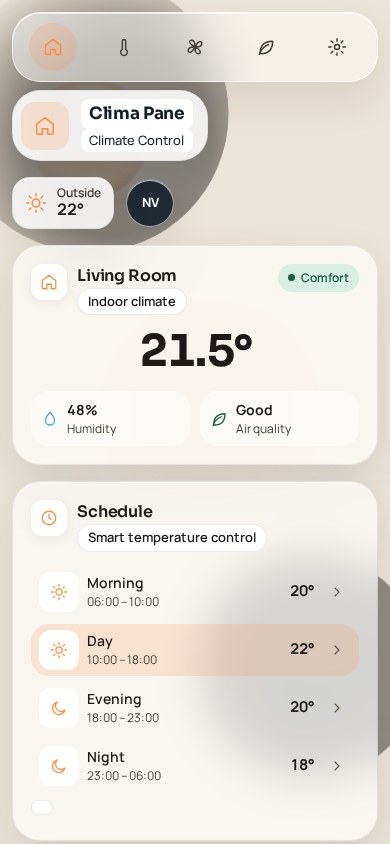 Clima Pane
Climate Control
Outside
22°
NV
Living Room
Comfort
Indoor climate
21.5°
48%
Humidity
Good
Air quality
Schedule
Smart temperature control
Morning
06:00 – 10:00
20°
Day
10:00 – 18:00
22°
Evening
18:00 – 23:00
20°
Night
23:00 – 06:00
18°